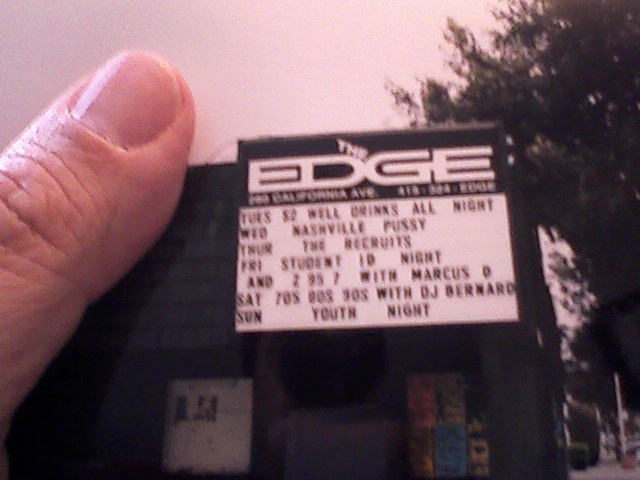 THE
EDGE
260 CALIFORNIA AVE. 415-324-EDGE
TUES $2 WELL DRINKS ALL NIGHT
WED NASHVILLE PUSSY
THUR THE RECRUITS
FRI STUDENT ID NIGHT
AND Z 95 7 WITH MARCUS D
SAT 70S 80S 90S WITH DJ BERNARD
SUN YOUTH NIGHT